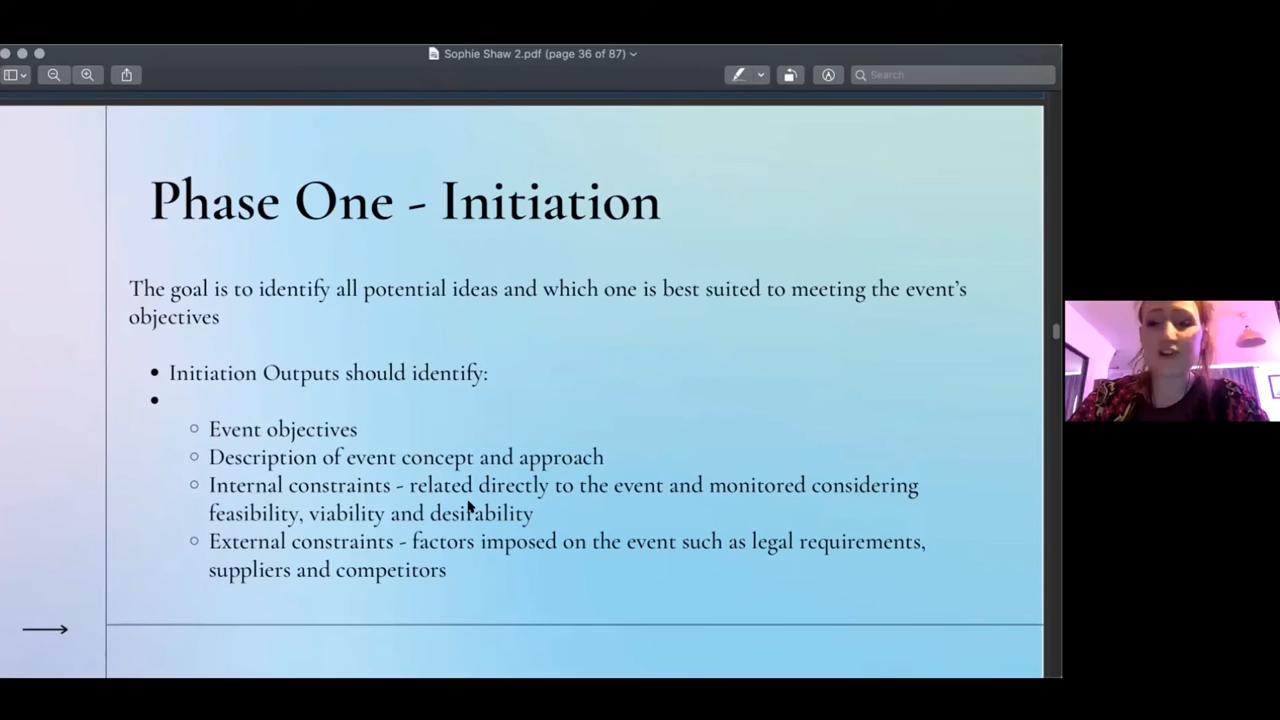 Sophie Shaw 2.pdf (page 36 of 87)
Search
Phase One - Initiation
The goal is to identify all potential ideas and which one is best suited to meeting the event's
objectives
• Initiation Outputs should identify:
•
○ Event objectives
○ Description of event concept and approach
○ Internal constraints - related directly to the event and monitored considering
feasibility, viability and desirability
○ External constraints - factors imposed on the event such as legal requirements,
suppliers and competitors